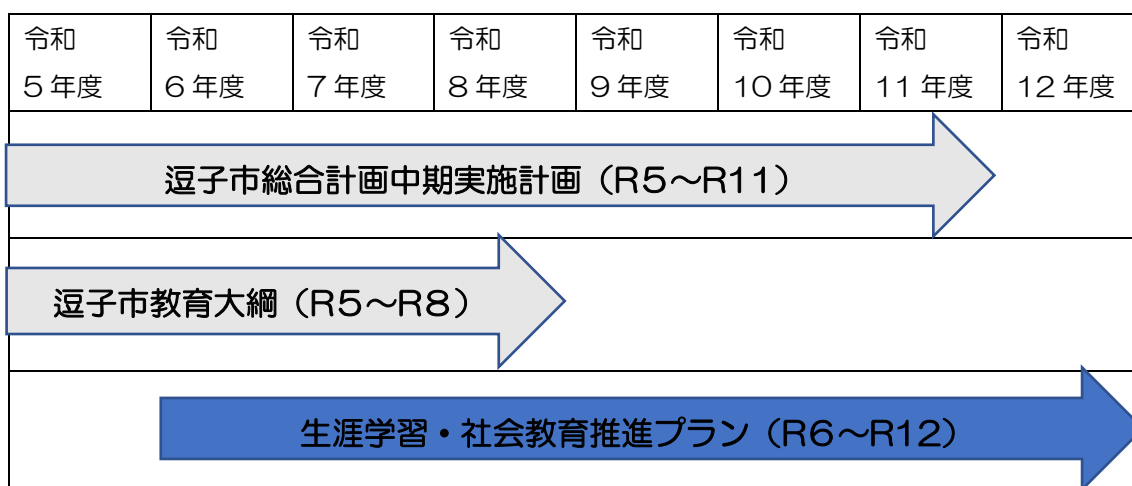 令和 令和 令和 令和 令和 令和 令和 令和
5年度 6年度 7年度 8年度 9年度 10年度 11年度 12年度
逗子市総合計画中期実施計画（R5～R11）
逗子市教育大綱（R5～R8）
生涯学習・社会教育推進プラン（R6～R12）